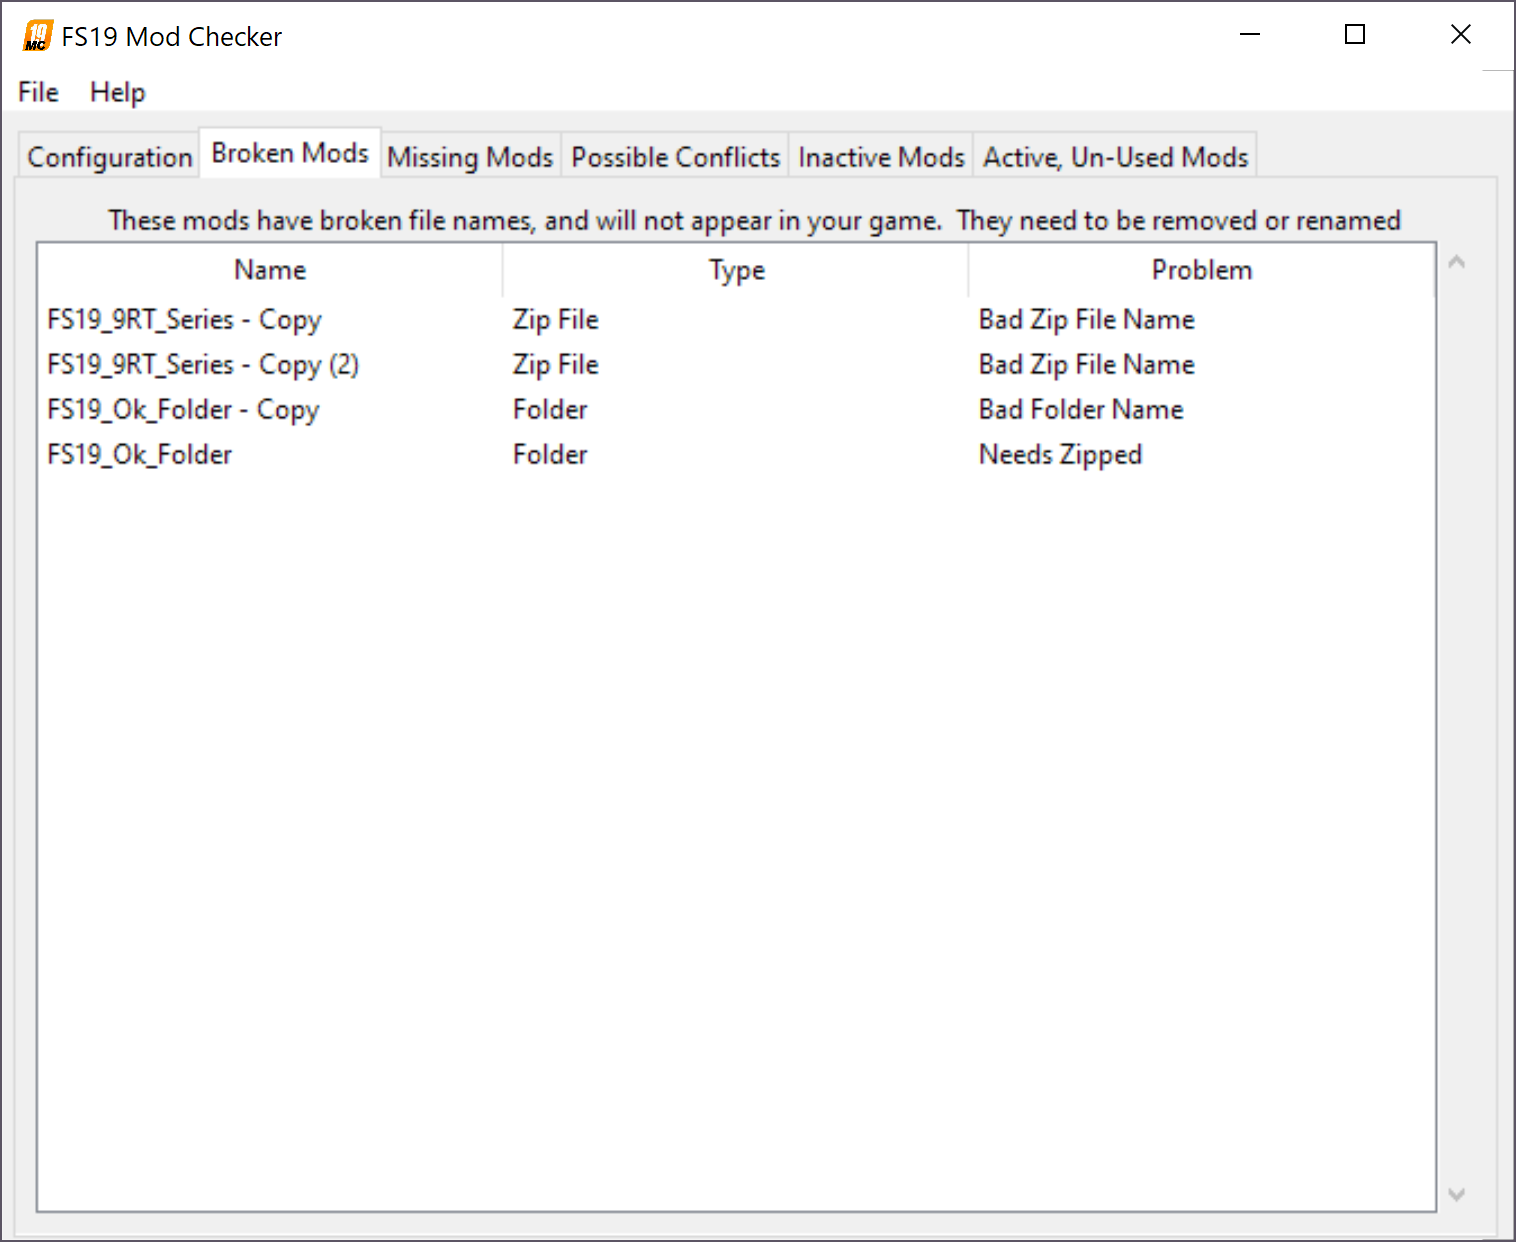 19
MC
FS19 Mod Checker
File Help
Configuration Broken Mods Missing Mods Possible Conflicts Inactive Mods Active, Un-Used Mods
These mods have broken file names, and will not appear in your game.  They need to be removed or renamed
Name Type Problem
FS19_9RT_Series - Copy Zip File Bad Zip File Name
FS19_9RT_Series - Copy (2) Zip File Bad Zip File Name
FS19_Ok_Folder - Copy Folder Bad Folder Name
FS19_Ok_Folder Folder Needs Zipped